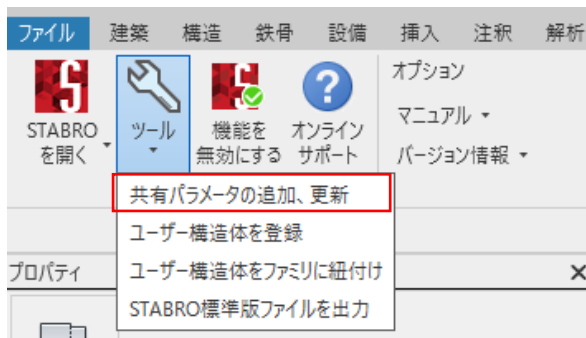 ファイル 建築 構造 鉄骨 設備 挿入 注釈 解析
STABRO
を開く
ツール
機能を
無効にする
オンライン
サポート
オプション
マニュアル
バージョン情報
共有パラメータの追加、更新
ユーザー構造体を登録
ユーザー構造体をファミリに紐付け
STABRO標準版ファイルを出力
プロパティ